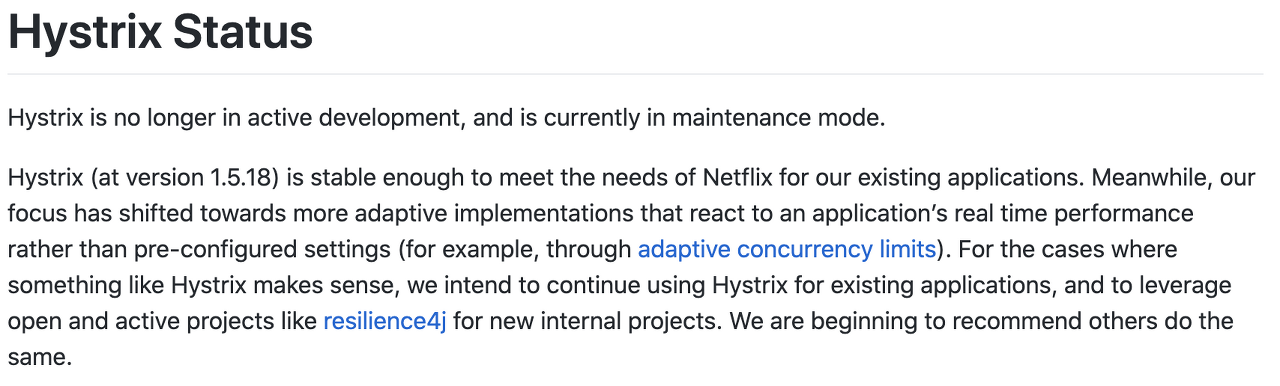 Hystrix Status
Hystrix is no longer in active development, and is currently in maintenance mode.
Hystrix (at version 1.5.18) is stable enough to meet the needs of Netflix for our existing applications. Meanwhile, our
focus has shifted towards more adaptive implementations that react to an application’s real time performance
rather than pre-configured settings (for example, through adaptive concurrency limits). For the cases where
something like Hystrix makes sense, we intend to continue using Hystrix for existing applications, and to leverage
open and active projects like resilience4j for new internal projects. We are beginning to recommend others do the
same.